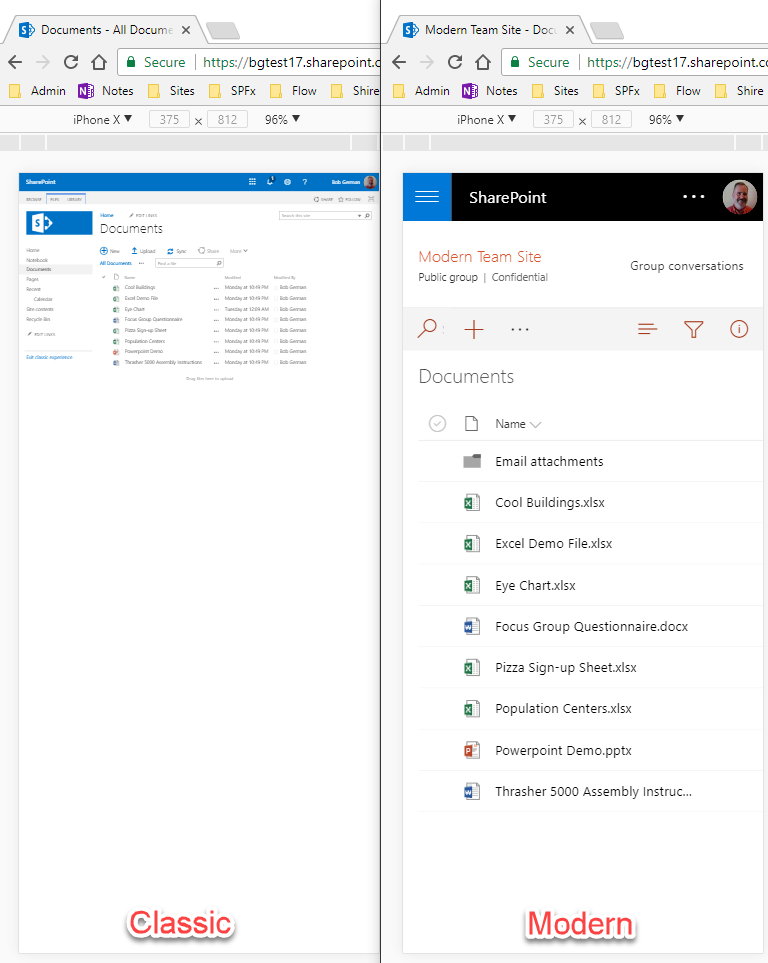 Documents - All Docume
Secure
https://bgtest17.sharepoint.c
Admin
Notes
Sites
SPFx
Flow
Shire
iPhone X ▼
375 x 812
96% ▼
SharePoint
Bob German
BROWSE
FILES
LIBRARY
SHARE
FOLLOW
Home
EDIT LINKS
Search this site
Documents
New
Upload
Sync
Share
More
All Documents
Find a file
Home
Notebook
Documents
Pages
Recent
Calendar
Site contents
Recycle Bin
EDIT LINKS
Exit classic experience
Name Modified Modified By
Cool Buildings ... Monday at 10:49 PM Bob German
Excel Demo File ... Monday at 10:49 PM Bob German
Eye Chart ... Tuesday at 12:09 AM Bob German
Focus Group Questionnaire ... Monday at 10:49 PM Bob German
Pizza Sign-up Sheet ... Monday at 10:49 PM Bob German
Population Centers ... Monday at 10:49 PM Bob German
Powerpoint Demo ... Monday at 10:49 PM Bob German
Thrasher 5000 Assembly Instructions ... Monday at 10:49 PM Bob German
Drag files here to upload
Classic
Modern Team Site - Docu
Secure
https://bgtest17.sharepoint.co
Admin
Notes
Sites
SPFx
Flow
Shire
iPhone X ▼
375 x 812
96% ▼
SharePoint
Modern Team Site
Public group | Confidential
Group conversations
Documents
Name
Email attachments
Cool Buildings.xlsx
Excel Demo File.xlsx
Eye Chart.xlsx
Focus Group Questionnaire.docx
Pizza Sign-up Sheet.xlsx
Population Centers.xlsx
Powerpoint Demo.pptx
Thrasher 5000 Assembly Instruc...
Modern